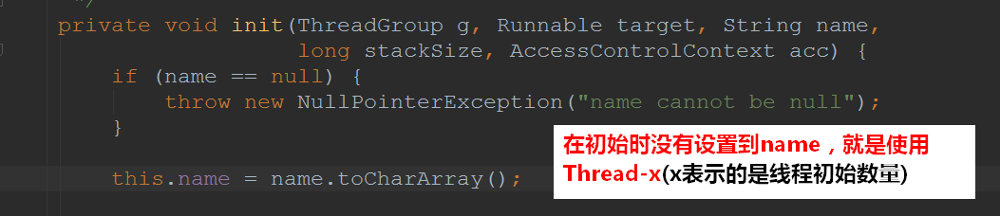 */
private void init(ThreadGroup g, Runnable target, String name,
long stackSize, AccessControlContext acc) {
if (name == null) {
throw new NullPointerException("name cannot be null");
}
在初始时没有设置到name，就是使用
Thread-x(x表示的是线程初始数量)
this.name = name.toCharArray();